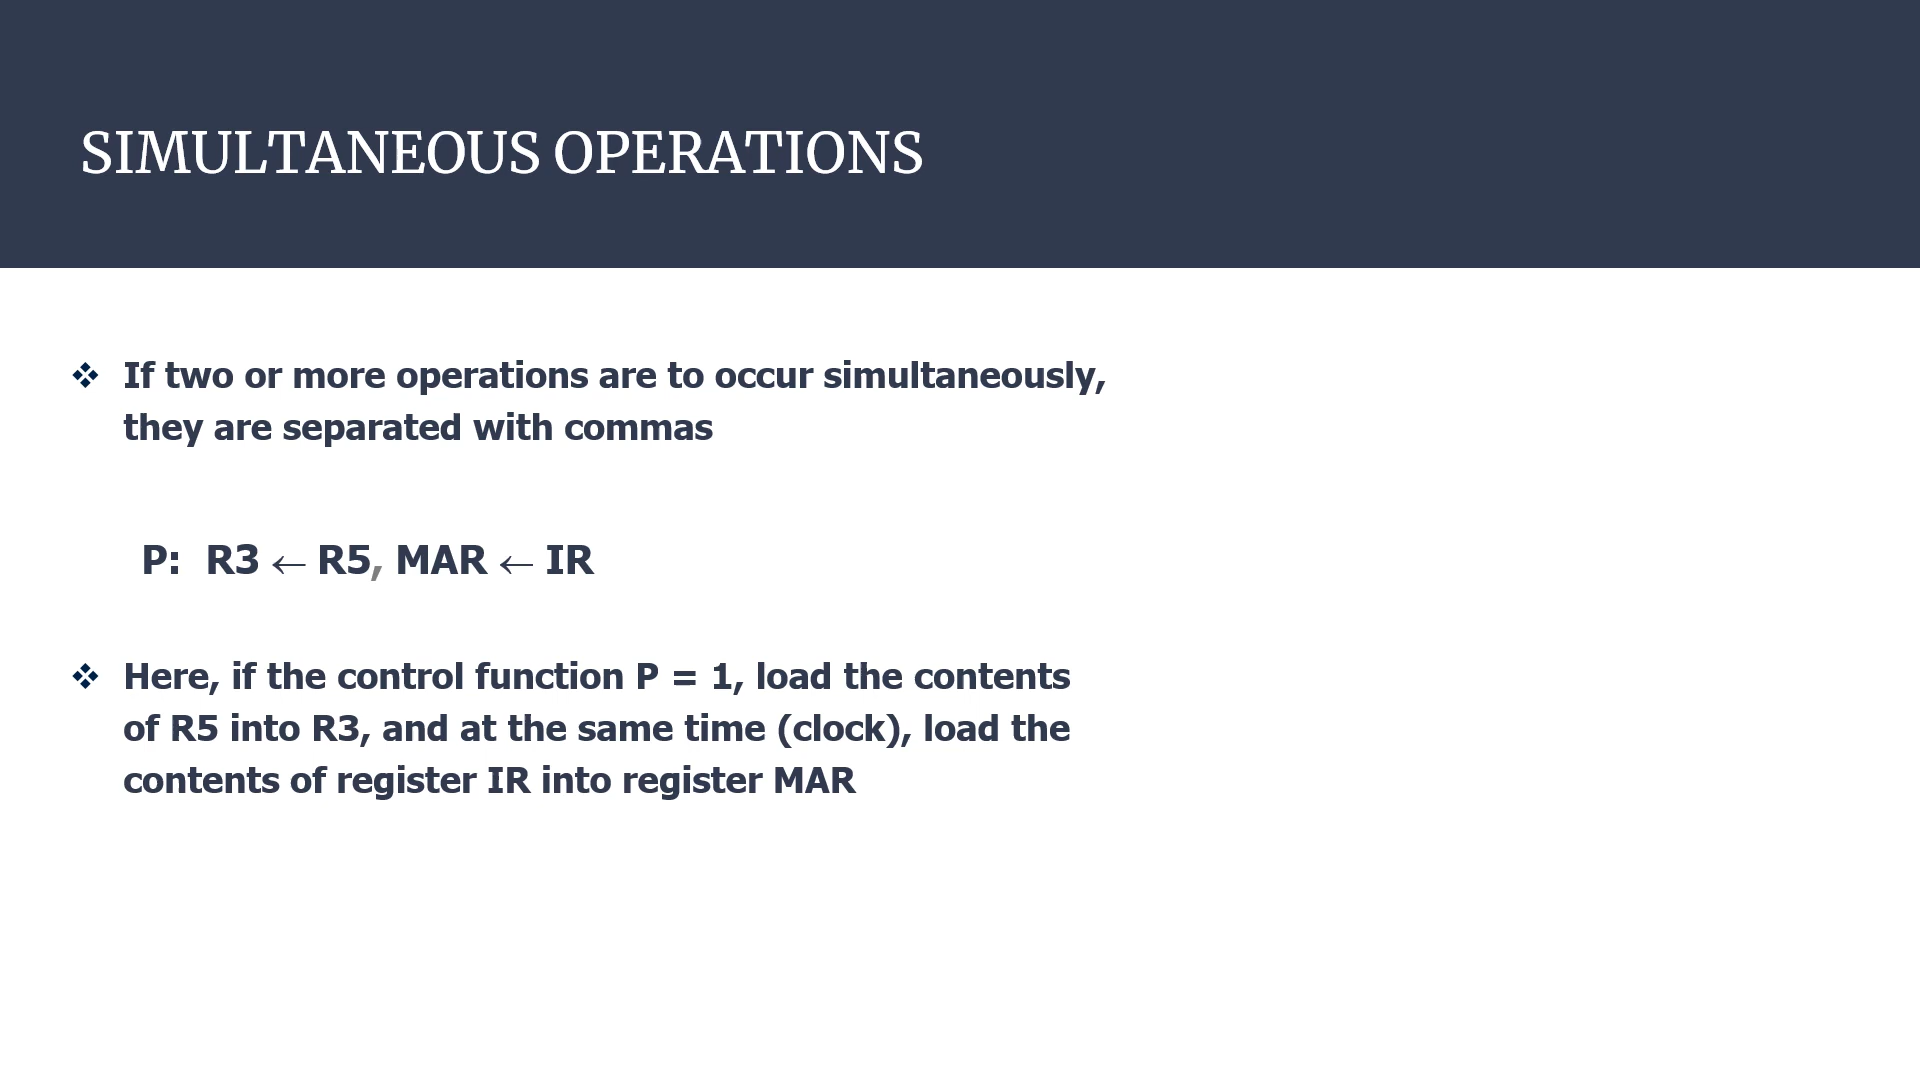 SIMULTANEOUS OPERATIONS
❖ If two or more operations are to occur simultaneously,
they are separated with commas
P: R3 ← R5, MAR ← IR
❖ Here, if the control function P = 1, load the contents
of R5 into R3, and at the same time (clock), load the
contents of register IR into register MAR